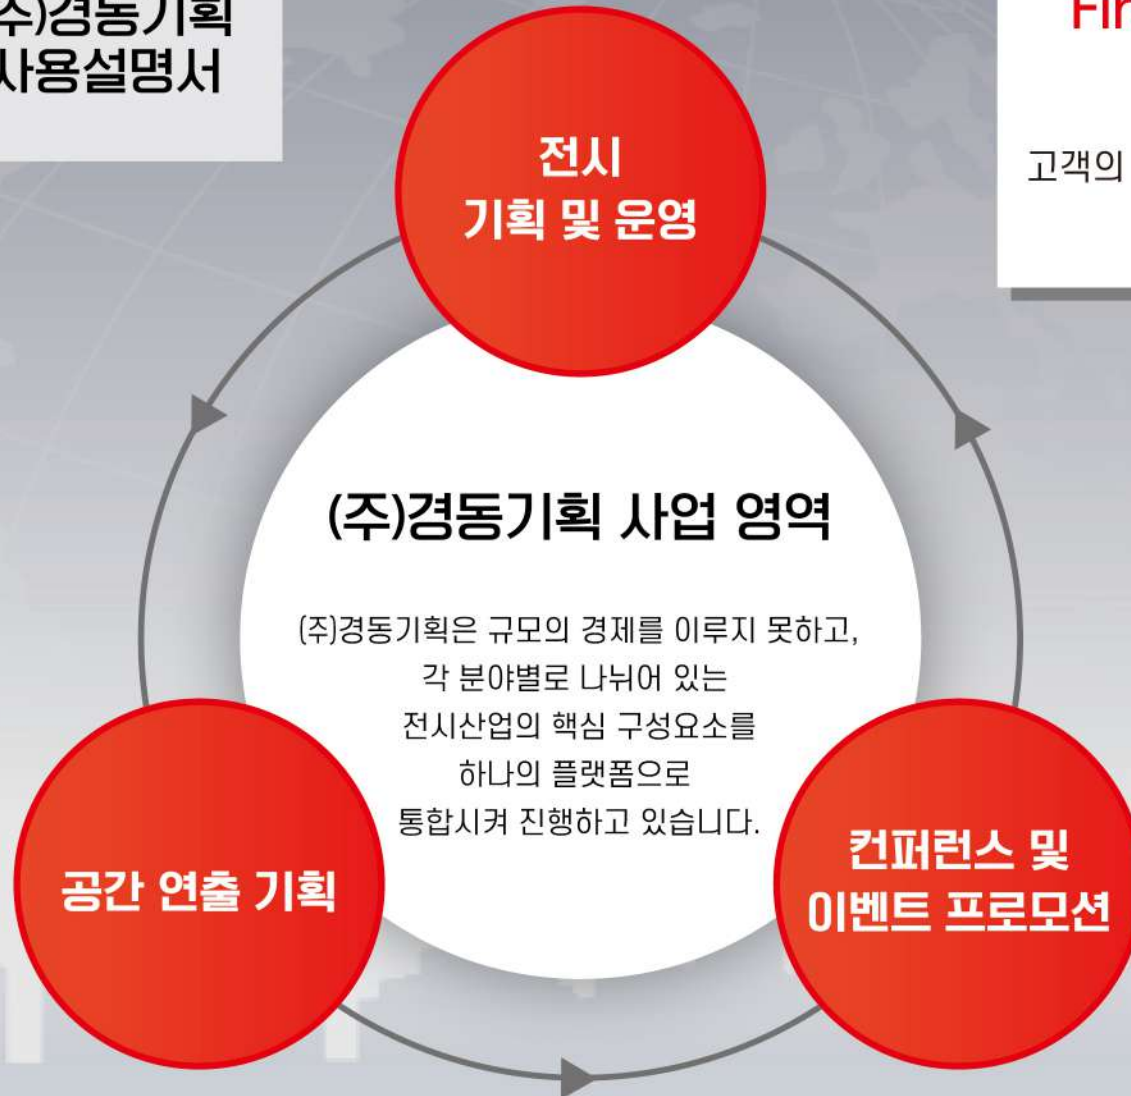 주)경동기획
사용설명서
고객의
전시
기획 및 운영
(주)경동기획 사업 영역
(주)경동기획은 규모의 경제를 이루지 못하고,
각 분야별로 나뉘어 있는
전시산업의 핵심 구성요소를
하나의 플랫폼으로
통합시켜 진행하고 있습니다.
공간 연출 기획
컨퍼런스 및
이벤트 프로모션